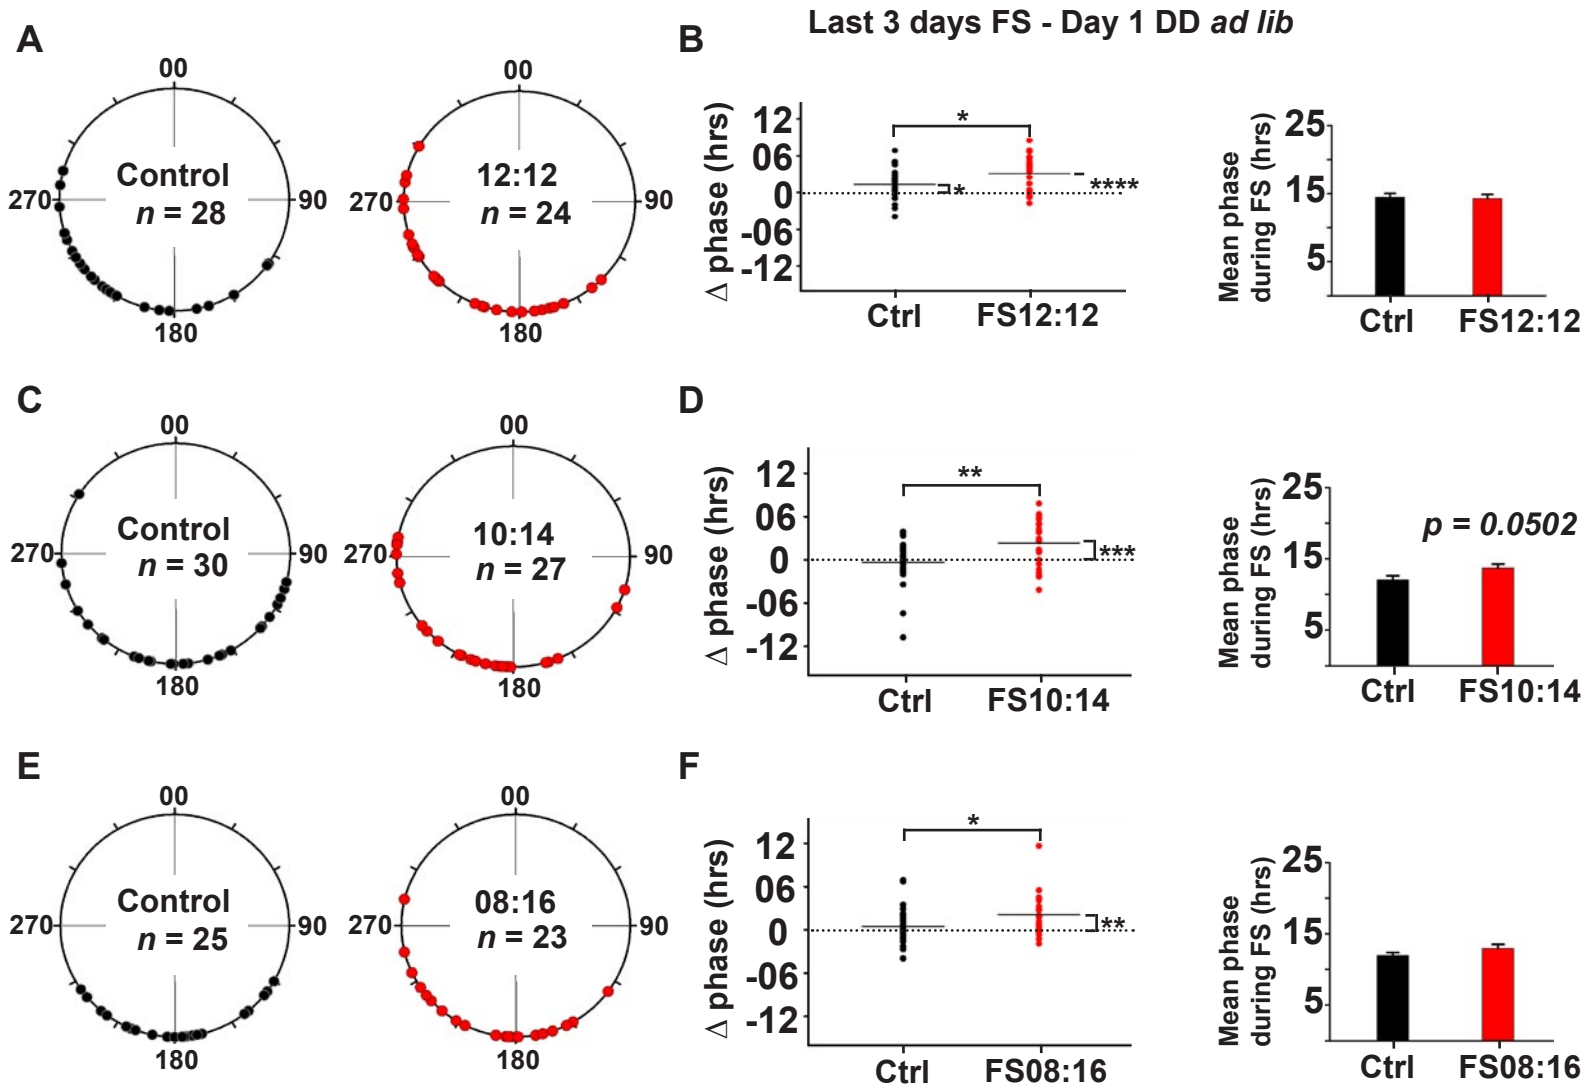 Last 3 days FS - Day 1 DD ad lib
A
00
270
90
180
Control
n = 28
00
270
90
180
12:12
n = 24
B
Δ phase (hrs)
12
06
0
-06
-12
*
*
****
Ctrl
FS12:12
Mean phase
during FS (hrs)
25
15
5
Ctrl
FS12:12
C
00
270
90
180
Control
n = 30
00
270
90
180
10:14
n = 27
D
Δ phase (hrs)
12
06
0
-06
-12
**
***
Ctrl
FS10:14
Mean phase
during FS (hrs)
25
15
5
p = 0.0502
Ctrl
FS10:14
E
00
270
90
180
Control
n = 25
00
270
90
180
08:16
n = 23
F
Δ phase (hrs)
12
06
0
-06
-12
*
**
Ctrl
FS08:16
Mean phase
during FS (hrs)
25
15
5
Ctrl
FS08:16